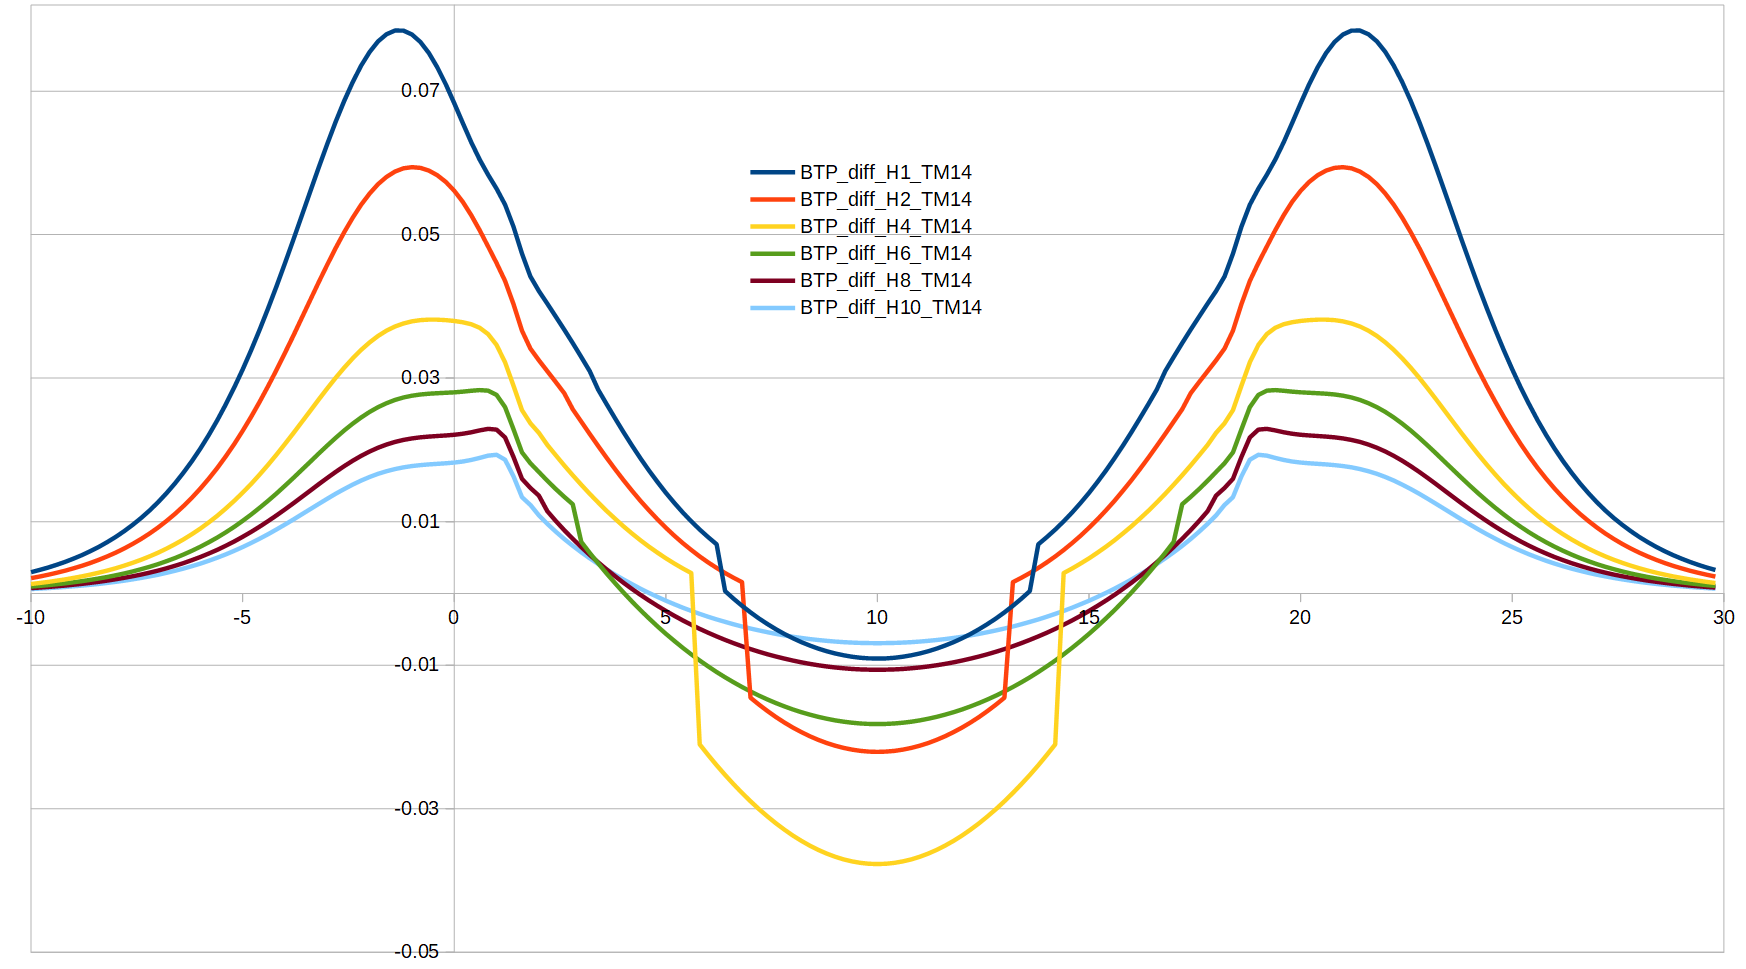 0.07
BTP_diff_H1_TM14
BTP_diff_H2_TM14
0.05
BTP_diff_H4_TM14
BTP_diff_H6_TM14
BTP_diff_H8_TM14
BTP_diff_H10_TM14
0.03
0.01
-10 -5 0 5 10 15 20 25 30
-0.01
-0.03
-0.05